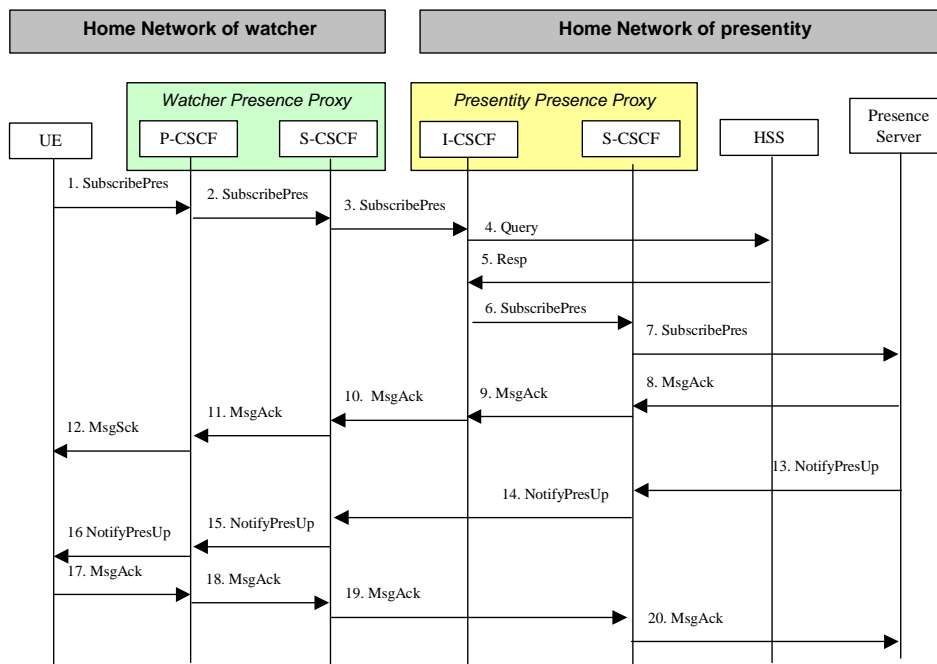 Home Network of watcher
Home Network of presentity
Watcher Presence Proxy
Presentity Presence Proxy
UE
P-CSCF
S-CSCF
I-CSCF
S-CSCF
HSS
Presence
Server
1. SubscribePres
2. SubscribePres
3. SubscribePres
4. Query
5. Resp
6. SubscribePres
7. SubscribePres
8. MsgAck
9. MsgAck
10. MsgAck
11. MsgAck
12. MsgSck
13. NotifyPresUp
14. NotifyPresUp
15. NotifyPresUp
16 NotifyPresUp
17. MsgAck
18. MsgAck
19. MsgAck
20. MsgAck